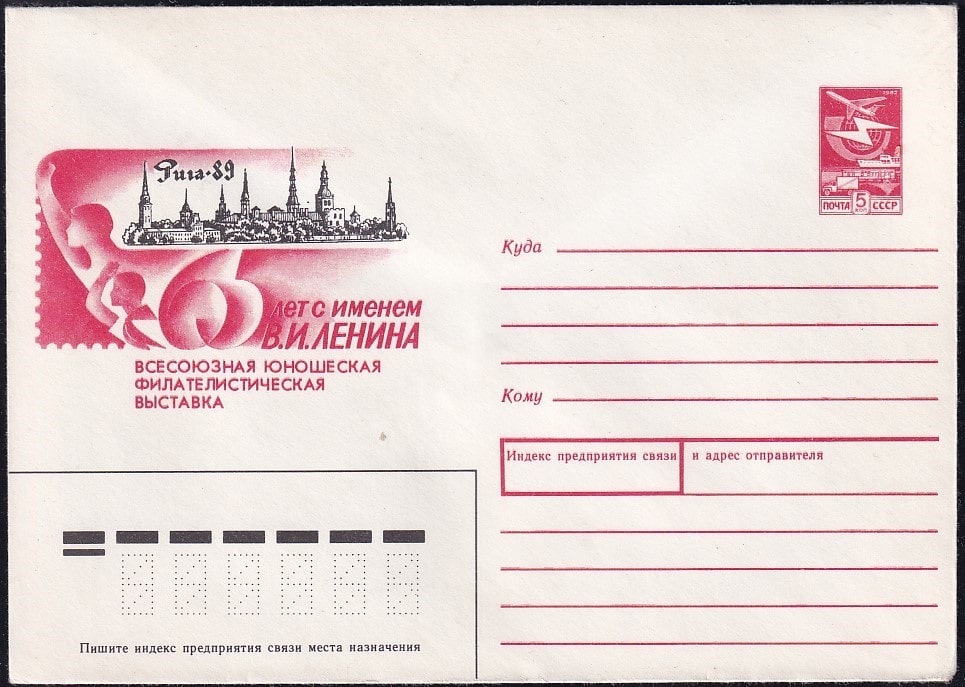 Рига·89
65 лет с именем
В.И.Ленина
ВСЕСОЮЗНАЯ ЮНОШЕСКАЯ
ФИЛАТЕЛИСТИЧЕСКАЯ
ВЫСТАВКА
1982
ПОЧТА 5 КОП СССР
Куда
Кому
Индекс предприятия связи и адрес отправителя
Пишите индекс предприятия связи места назначения